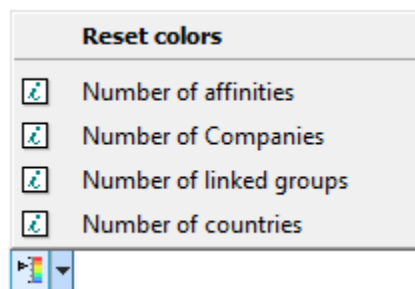 Reset colors
i Number of affinities
i Number of Companies
i Number of linked groups
i Number of countries